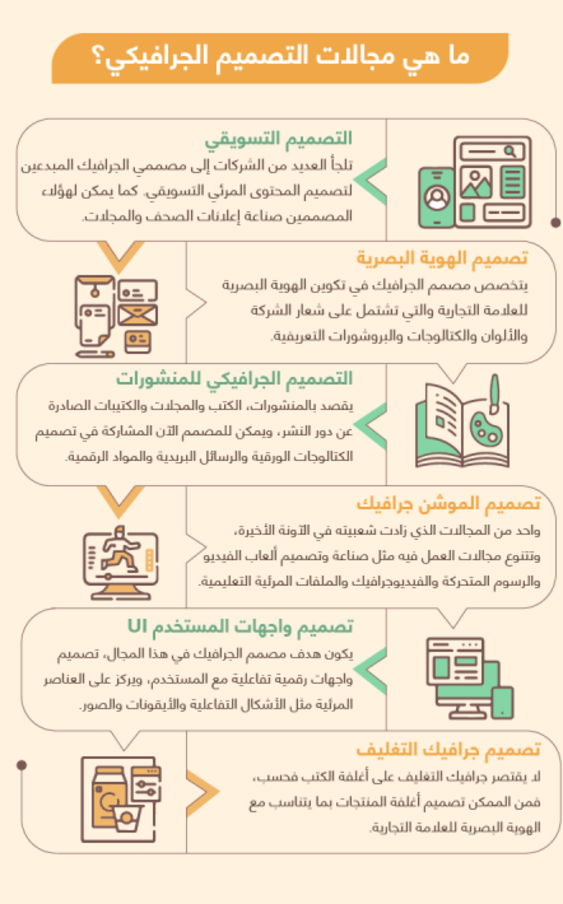 ما هي مجالات التصميم الجرافيكي؟
التصميم التسويقي
تلجأ العديد من الشركات إلى مصممي الجرافيك المبدعين
لتصميم المحتوى المرئي التسويقي. كما يمكن لهؤلاء
المصممين صناعة إعلانات الصحف والمجلات.
تصميم الهوية البصرية
يتخصص مصمم الجرافيك في تكوين الهوية البصرية
للعلامة التجارية والتي تشتمل على شعار الشركة
والألوان والكتالوجات والبروشورات التعريفية.
التصميم الجرافيكي للمنشورات
يقصد بالمنشورات، الكتب والمجلات والكتيبات الصادرة
عن دور النشر، ويمكن للمصمم الآن المشاركة في تصميم
الكتالوجات الورقية والرسائل البريدية والمواد الرقمية.
تصميم الموشن جرافيك
واحد من المجالات الذي زادت شعبيته في الآونة الأخيرة،
وتتنوع مجالات العمل فيه مثل صناعة وتصميم ألعاب الفيديو
والرسوم المتحركة والفيديوجرافيك والملفات المرئية التعليمية.
تصميم واجهات المستخدم UI
يكون هدف مصمم الجرافيك في هذا المجال، تصميم
واجهات رقمية تفاعلية مع المستخدم، ويركز على العناصر
المرئية مثل الأشكال التفاعلية والأيقونات والصور.
تصميم جرافيك التغليف
لا يقتصر جرافيك التغليف على أغلفة الكتب فحسب،
فمن الممكن تصميم أغلفة المنتجات بما يتناسب مع
الهوية البصرية للعلامة التجارية.